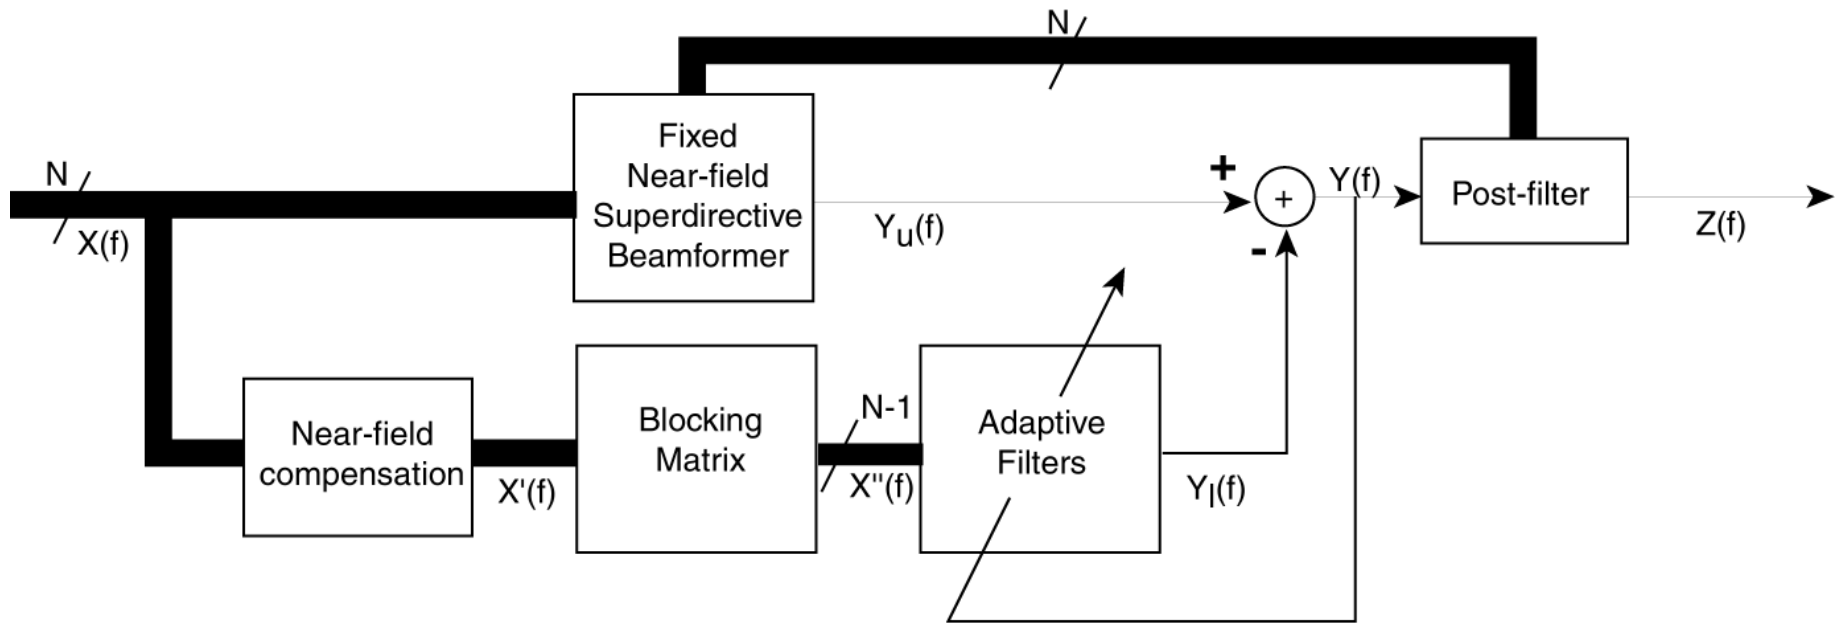 N
N
X(f)
Fixed
Near-field
Superdirective
Beamformer
Yu(f)
+
+
-
Y(f)
Post-filter
Z(f)
Near-field
compensation
X'(f)
Blocking
Matrix
N-1
X"(f)
Adaptive
Filters
Yl(f)